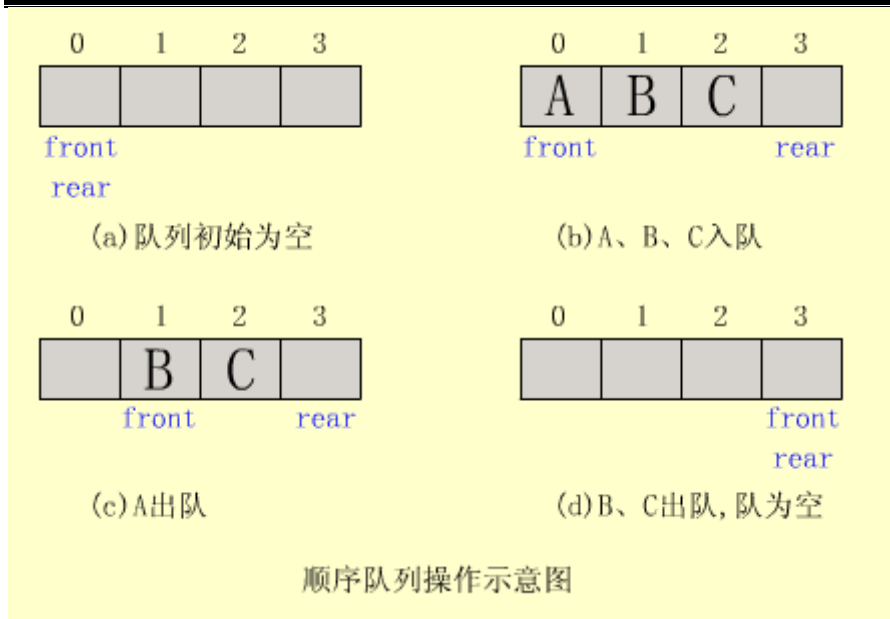 0 1 2 3
front
rear
(a)队列初始为空
0 1 2 3
A B C
front rear
(b)A、B、C入队
0 1 2 3
B C
front rear
(c)A出队
0 1 2 3
front
rear
(d)B、C出队,队为空
顺序队列操作示意图